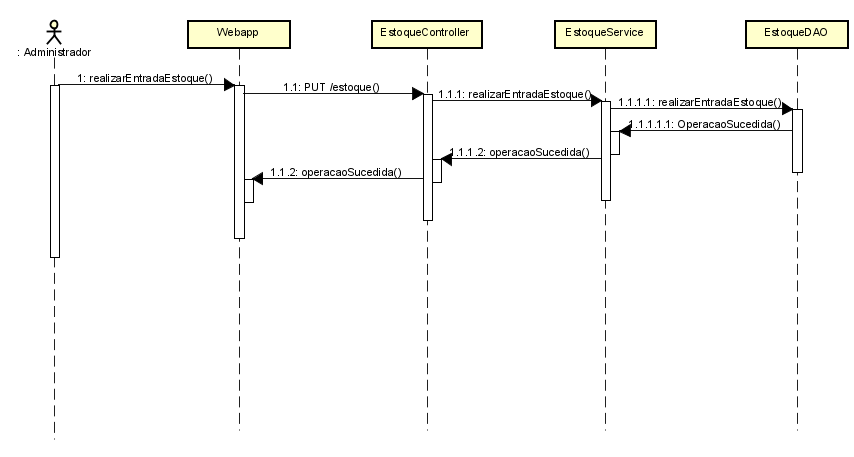 Webapp
EstoqueController
EstoqueService
EstoqueDAO
: Administrador
1: realizarEntradaEstoque()
1.1: PUT /estoque()
1.1.1: realizarEntradaEstoque()
1.1.1.1: realizarEntradaEstoque()
1.1.1.1.1: OperacaoSucedida()
1.1.1.2: operacaoSucedida()
1.1.2: operacaoSucedida()